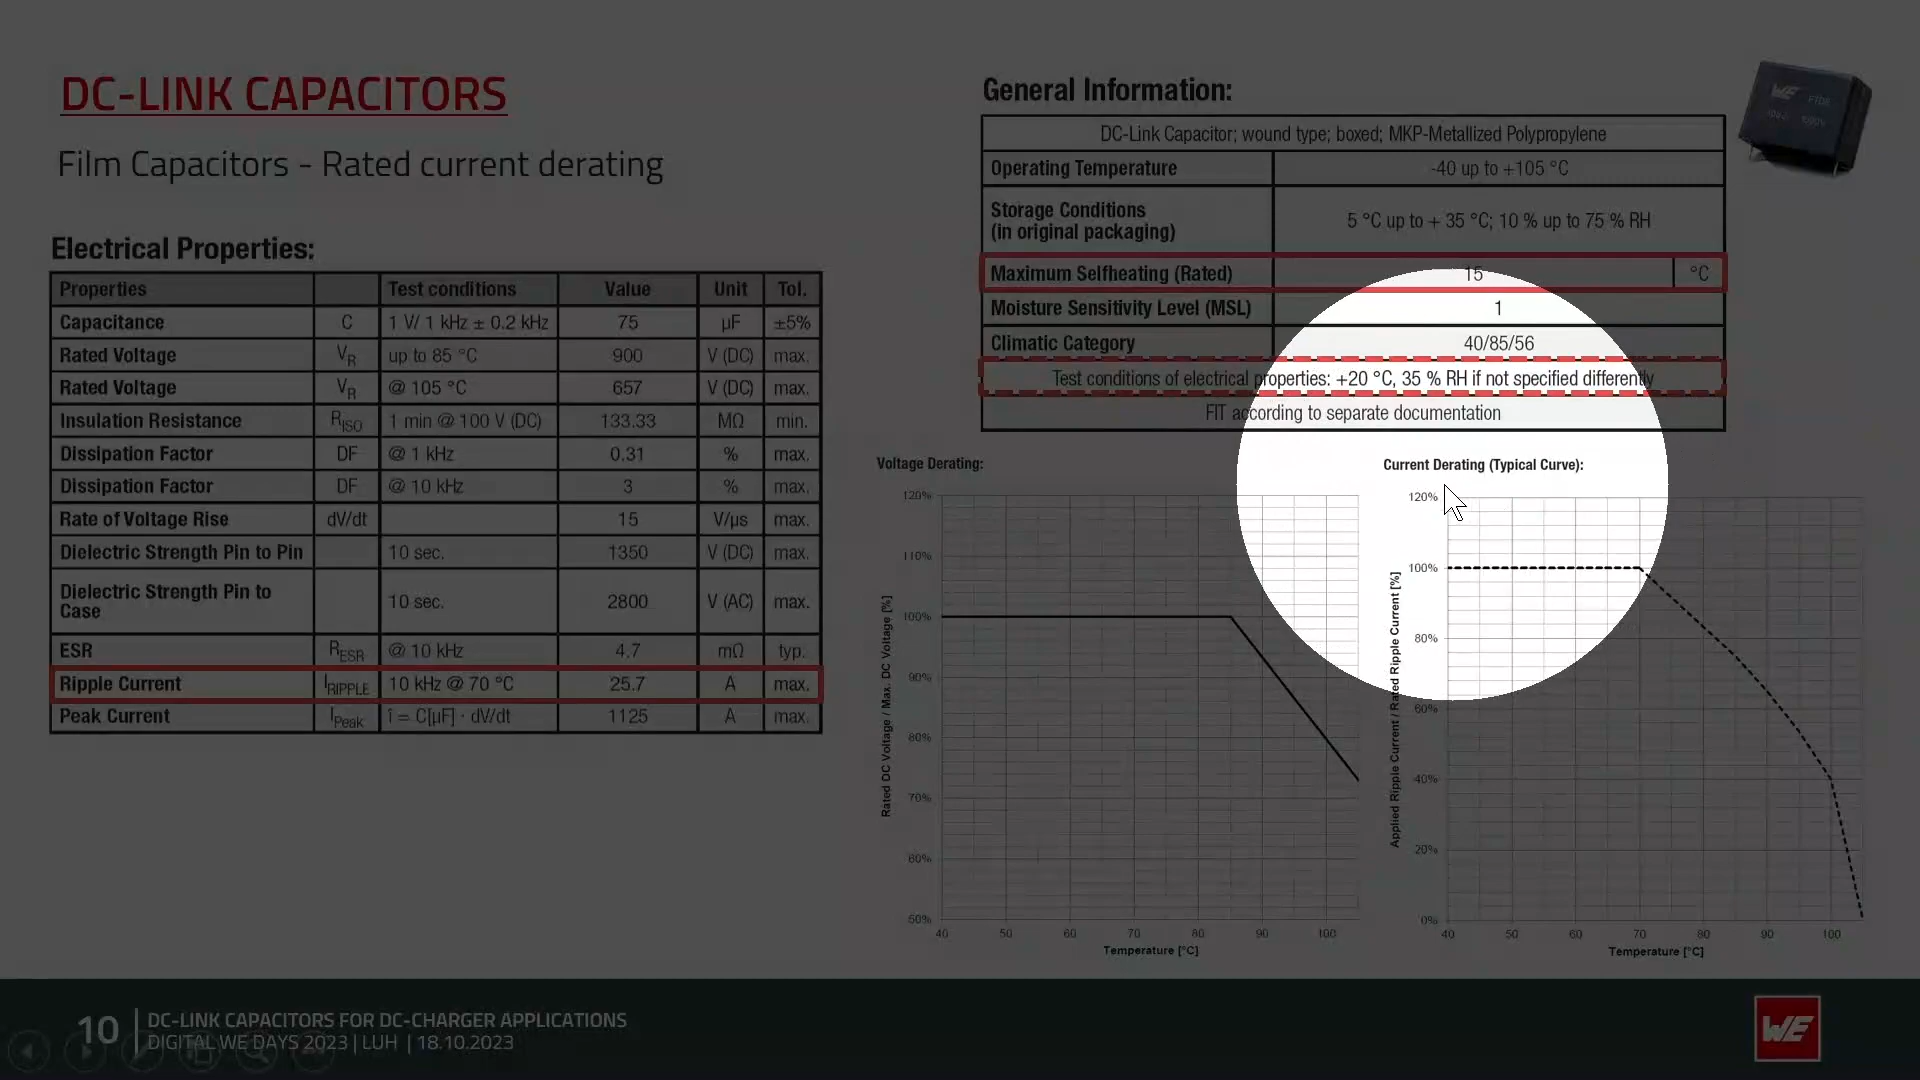 DC-LINK CAPACITORS
Film Capacitors - Rated current derating
Electrical Properties:
Properties Test conditions Value Unit Tol.
Capacitance C 1 V/ 1 kHz ± 0.2 kHz 75 µF ±5%
Rated Voltage VR up to 85 °C 900 V (DC) max.
Rated Voltage VR @ 105 °C 657 V (DC) max.
Insulation Resistance RISO 1 min @ 100 V (DC) 133.33 MΩ min.
Dissipation Factor DF @ 1 kHz 0.31 % max.
Dissipation Factor DF @ 10 kHz 3 % max.
Rate of Voltage Rise dV/dt 15 V/µs max.
Dielectric Strength Pin to Pin 10 sec. 1350 V (DC) max.
Dielectric Strength Pin to
Case 10 sec. 2800 V (AC) max.
ESR RESR @ 10 kHz 4.7 mΩ typ.
Ripple Current IRIPPLE 10 kHz @ 70 °C 25.7 A max.
Peak Current IPeak î = C[µF] · dV/dt 1125 A max.
General Information:
DC-Link Capacitor; wound type; boxed; MKP-Metallized Polypropylene
Operating Temperature -40 up to +105 °C
Storage Conditions
(in original packaging) 5 °C up to + 35 °C; 10 % up to 75 % RH
Maximum Selfheating (Rated) 15 °C
Moisture Sensitivity Level (MSL) 1
Climatic Category 40/85/56
Test conditions of electrical properties: +20 °C, 35 % RH if not specified differently
FIT according to separate documentation
WE FTDB
Voltage Derating:
120%
110%
100%
90%
80%
70%
60%
50%
40 50 60 70 80 90 100
Temperature [°C]
Rated DC Voltage / Max. DC Voltage [%]
Current Derating (Typical Curve):
120%
100%
80%
60%
40%
20%
0%
40 50 60 70 80 90 100
Temperature [°C]
Applied Ripple Current / Rated Ripple Current [%]
10
DC-LINK CAPACITORS FOR DC-CHARGER APPLICATIONS
DIGITAL WE DAYS 2023 | LUH | 18.10.2023
WE